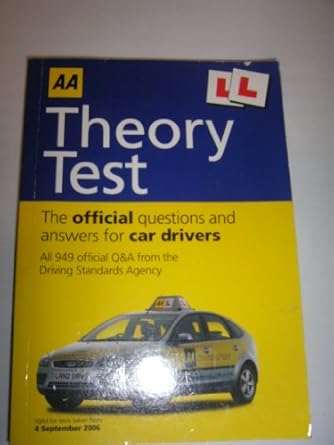 AA
L L
Theory
Test
The official questions and
answers for car drivers
All 949 official Q&A from the
Driving Standards Agency
AA
Valid for tests taken from
4 September 2006